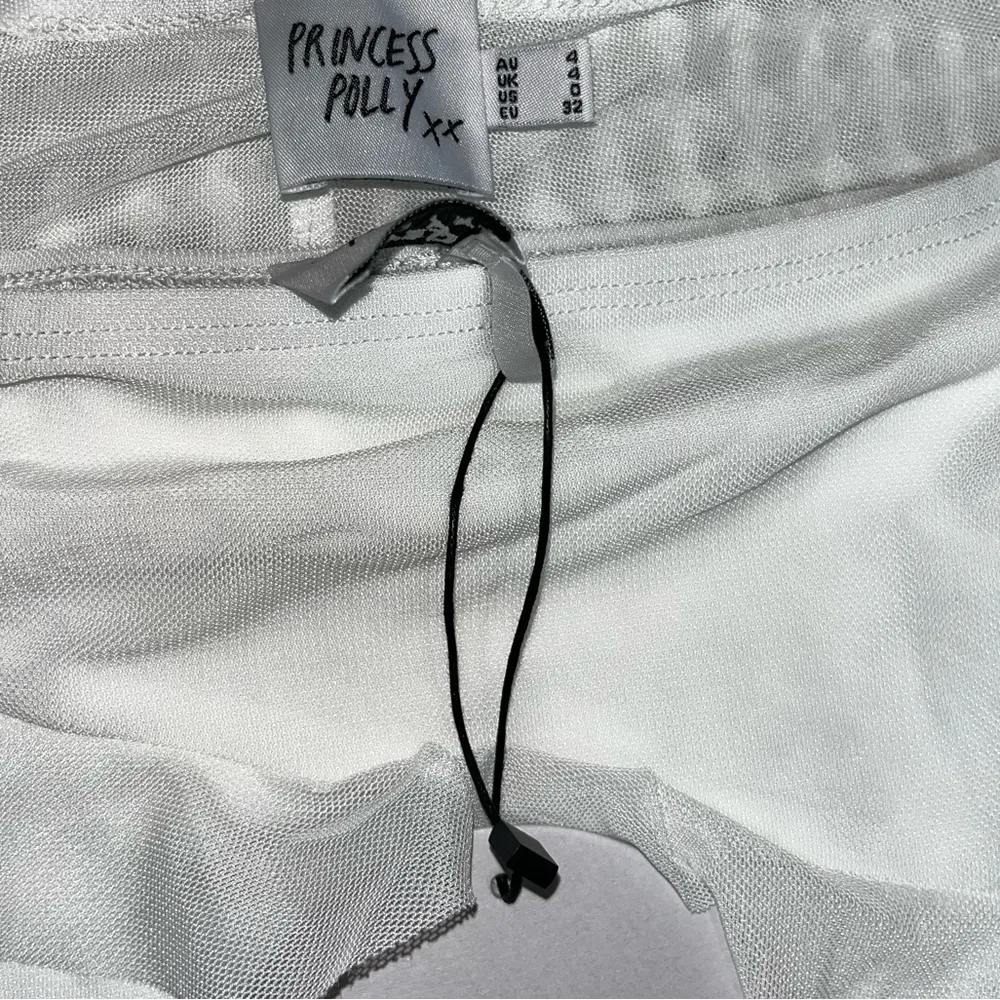 PRINCESS
POLLY xx
AU 4
UK 4
US 0
EU 32